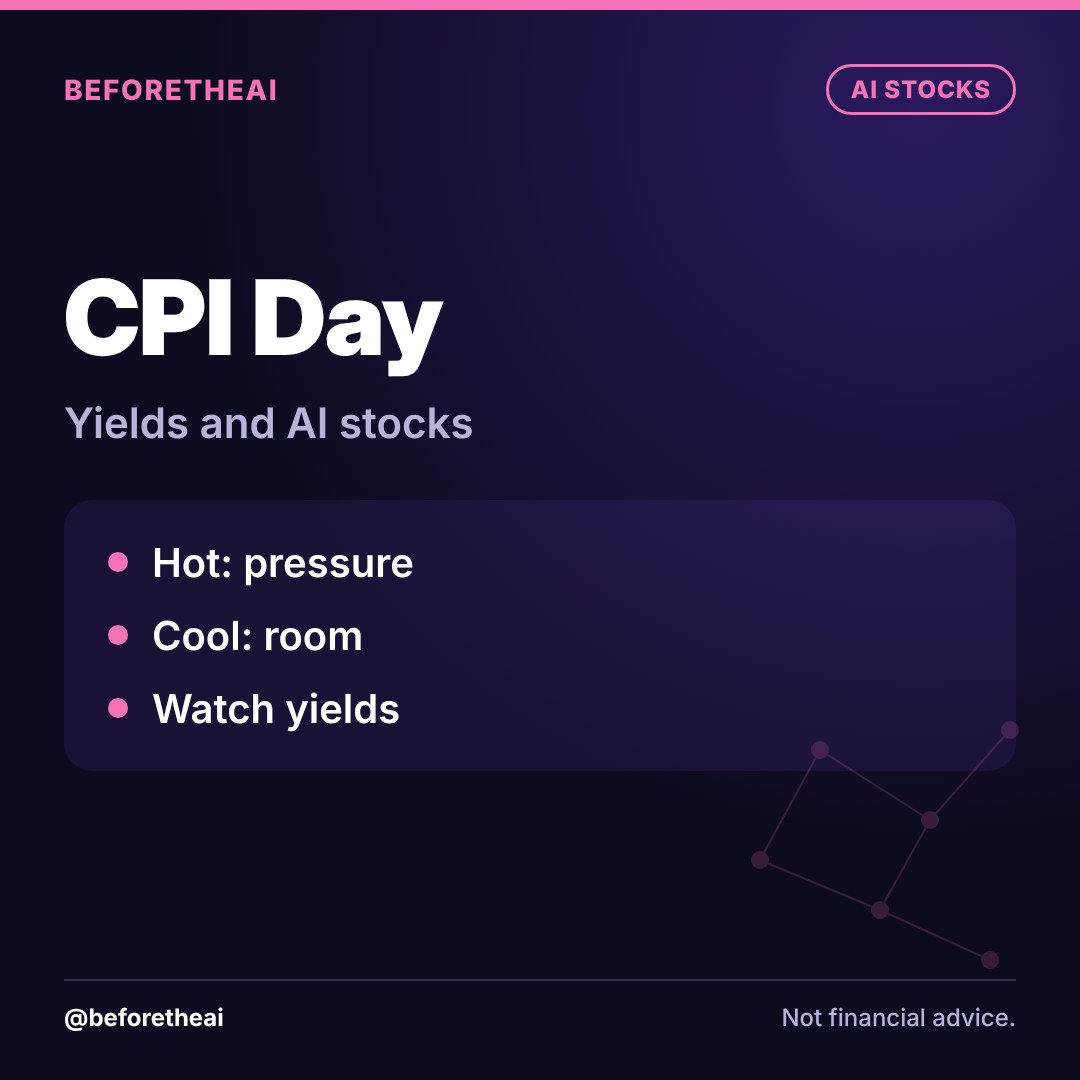 BEFORETHEAI
AI STOCKS
CPI Day
Yields and AI stocks
Hot: pressure
Cool: room
Watch yields
@beforetheai
Not financial advice.